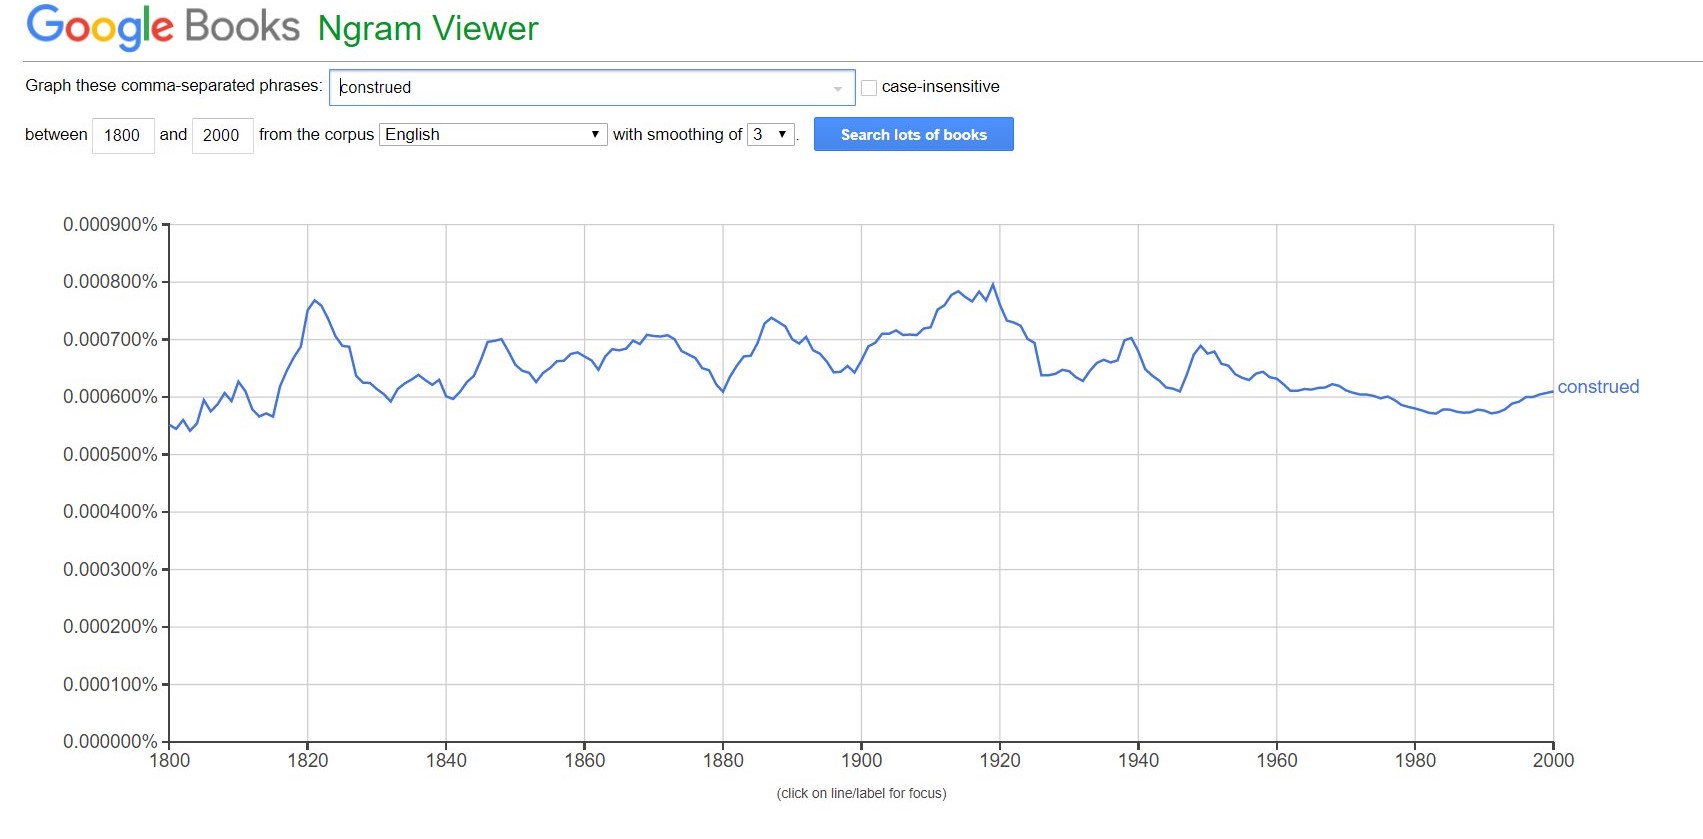 Google Books Ngram Viewer
Graph these comma-separated phrases: construed case-insensitive
between 1800 and 2000 from the corpus English with smoothing of 3. Search lots of books
0.000900%
0.000800%
0.000700%
0.000600%
construed
0.000500%
0.000400%
0.000300%
0.000200%
0.000100%
0.000000%
1800 1820 1840 1860 1880 1900 1920 1940 1960 1980 2000
(click on line/label for focus)